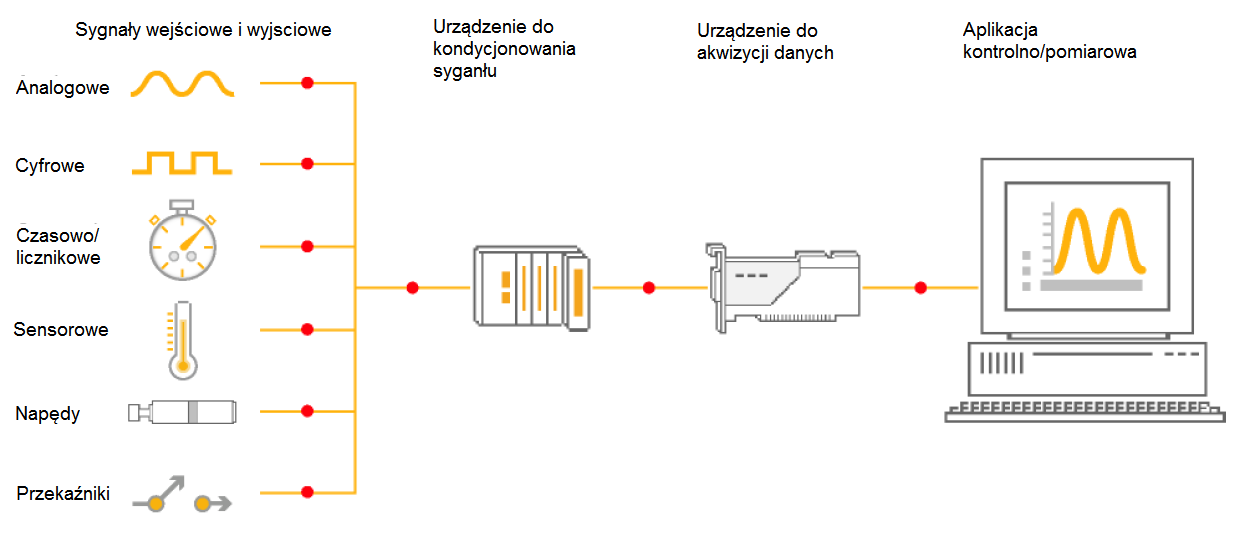 Sygnały wejściowe i wyjsciowe
Urządzenie do
kondycjonowania
syganłu
Urządzenie do
akwizycji danych
Aplikacja
kontrolno/pomiarowa
Analogowe
Cyfrowe
Czasowo/
licznikowe
Sensorowe
Napędy
Przekaźniki